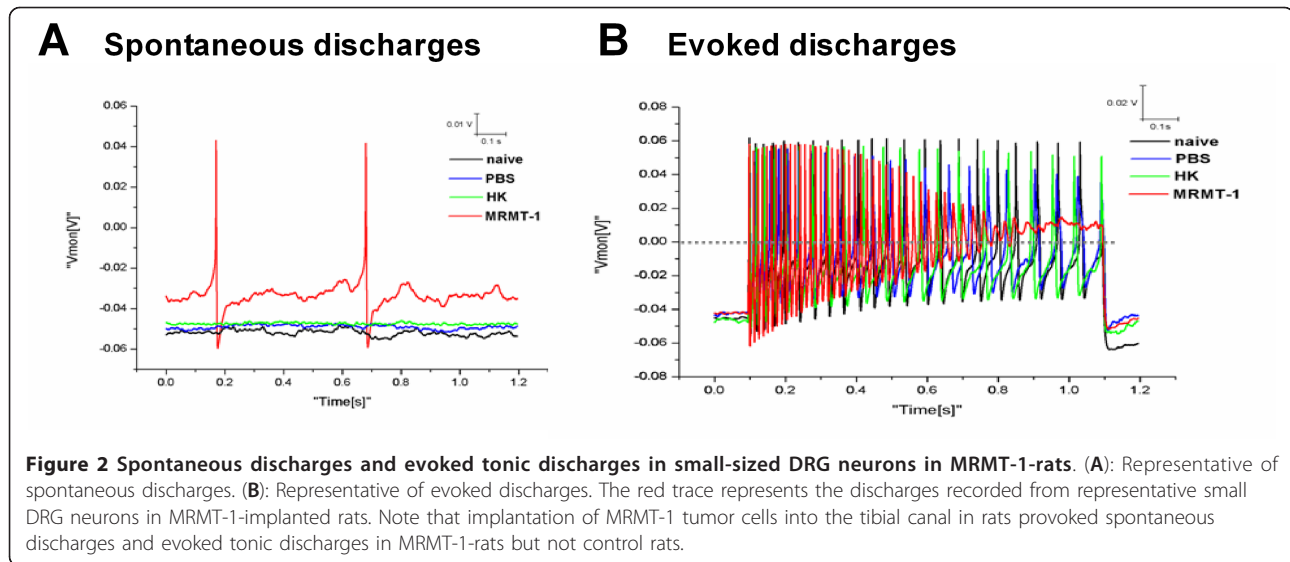 A Spontaneous discharges
B Evoked discharges
0.06
0.04
0.02
0.00
-0.02
-0.04
-0.06
"Vmon[V]"
0.01 V
0.1 s
naive
PBS
HK
MRMT-1
0.0 0.2 0.4 0.6 0.8 1.0 1.2
"Time[s]"
0.08
0.06
0.04
0.02
0.00
-0.02
-0.04
-0.06
-0.08
"Vmon[V]"
0.02 V
0.1s
naive
PBS
HK
MRMT-1
0.0 0.2 0.4 0.6 0.8 1.0 1.2
"Time[s]"
Figure 2 Spontaneous discharges and evoked tonic discharges in small-sized DRG neurons in MRMT-1-rats. (A): Representative of
spontaneous discharges. (B): Representative of evoked discharges. The red trace represents the discharges recorded from representative small
DRG neurons in MRMT-1-implanted rats. Note that implantation of MRMT-1 tumor cells into the tibial canal in rats provoked spontaneous
discharges and evoked tonic discharges in MRMT-1-rats but not control rats.